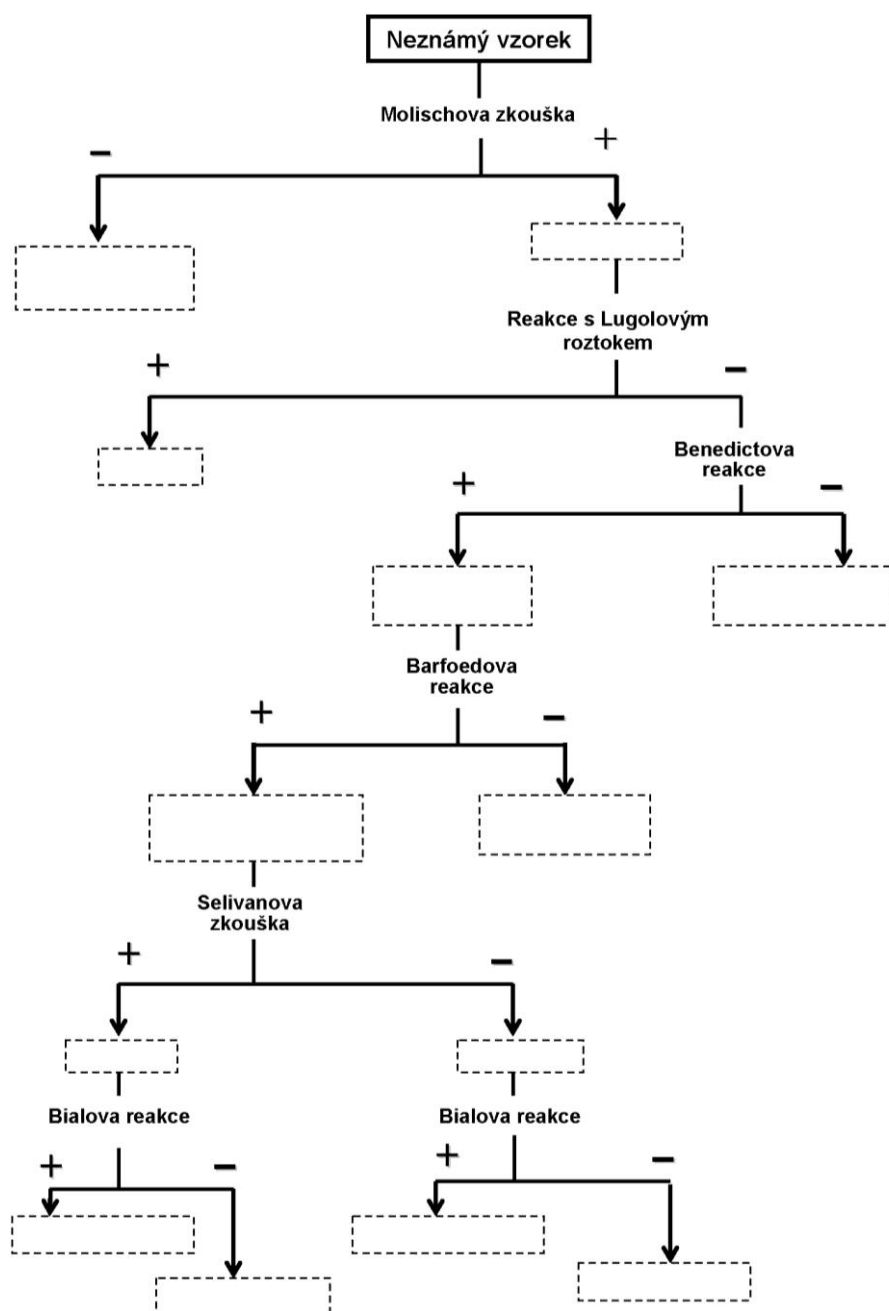 Neznámý vzorek
Molischova zkouška
−
+
Reakce s Lugolovým
roztokem
+
−
Benedictova
reakce
+
−
Barfoedova
reakce
+
−
Selivanova
zkouška
+
−
Bialova reakce
Bialova reakce
+
−
+
−